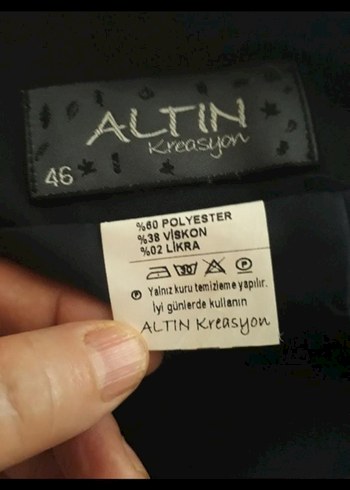 ALTIN
Kreasyon
46
%60 POLYESTER
%38 VİSKON
%02 LİKRA
P Yalnız kuru temizleme yapılır.
İyi günlerde kullanın
ALTIN Kreasyon